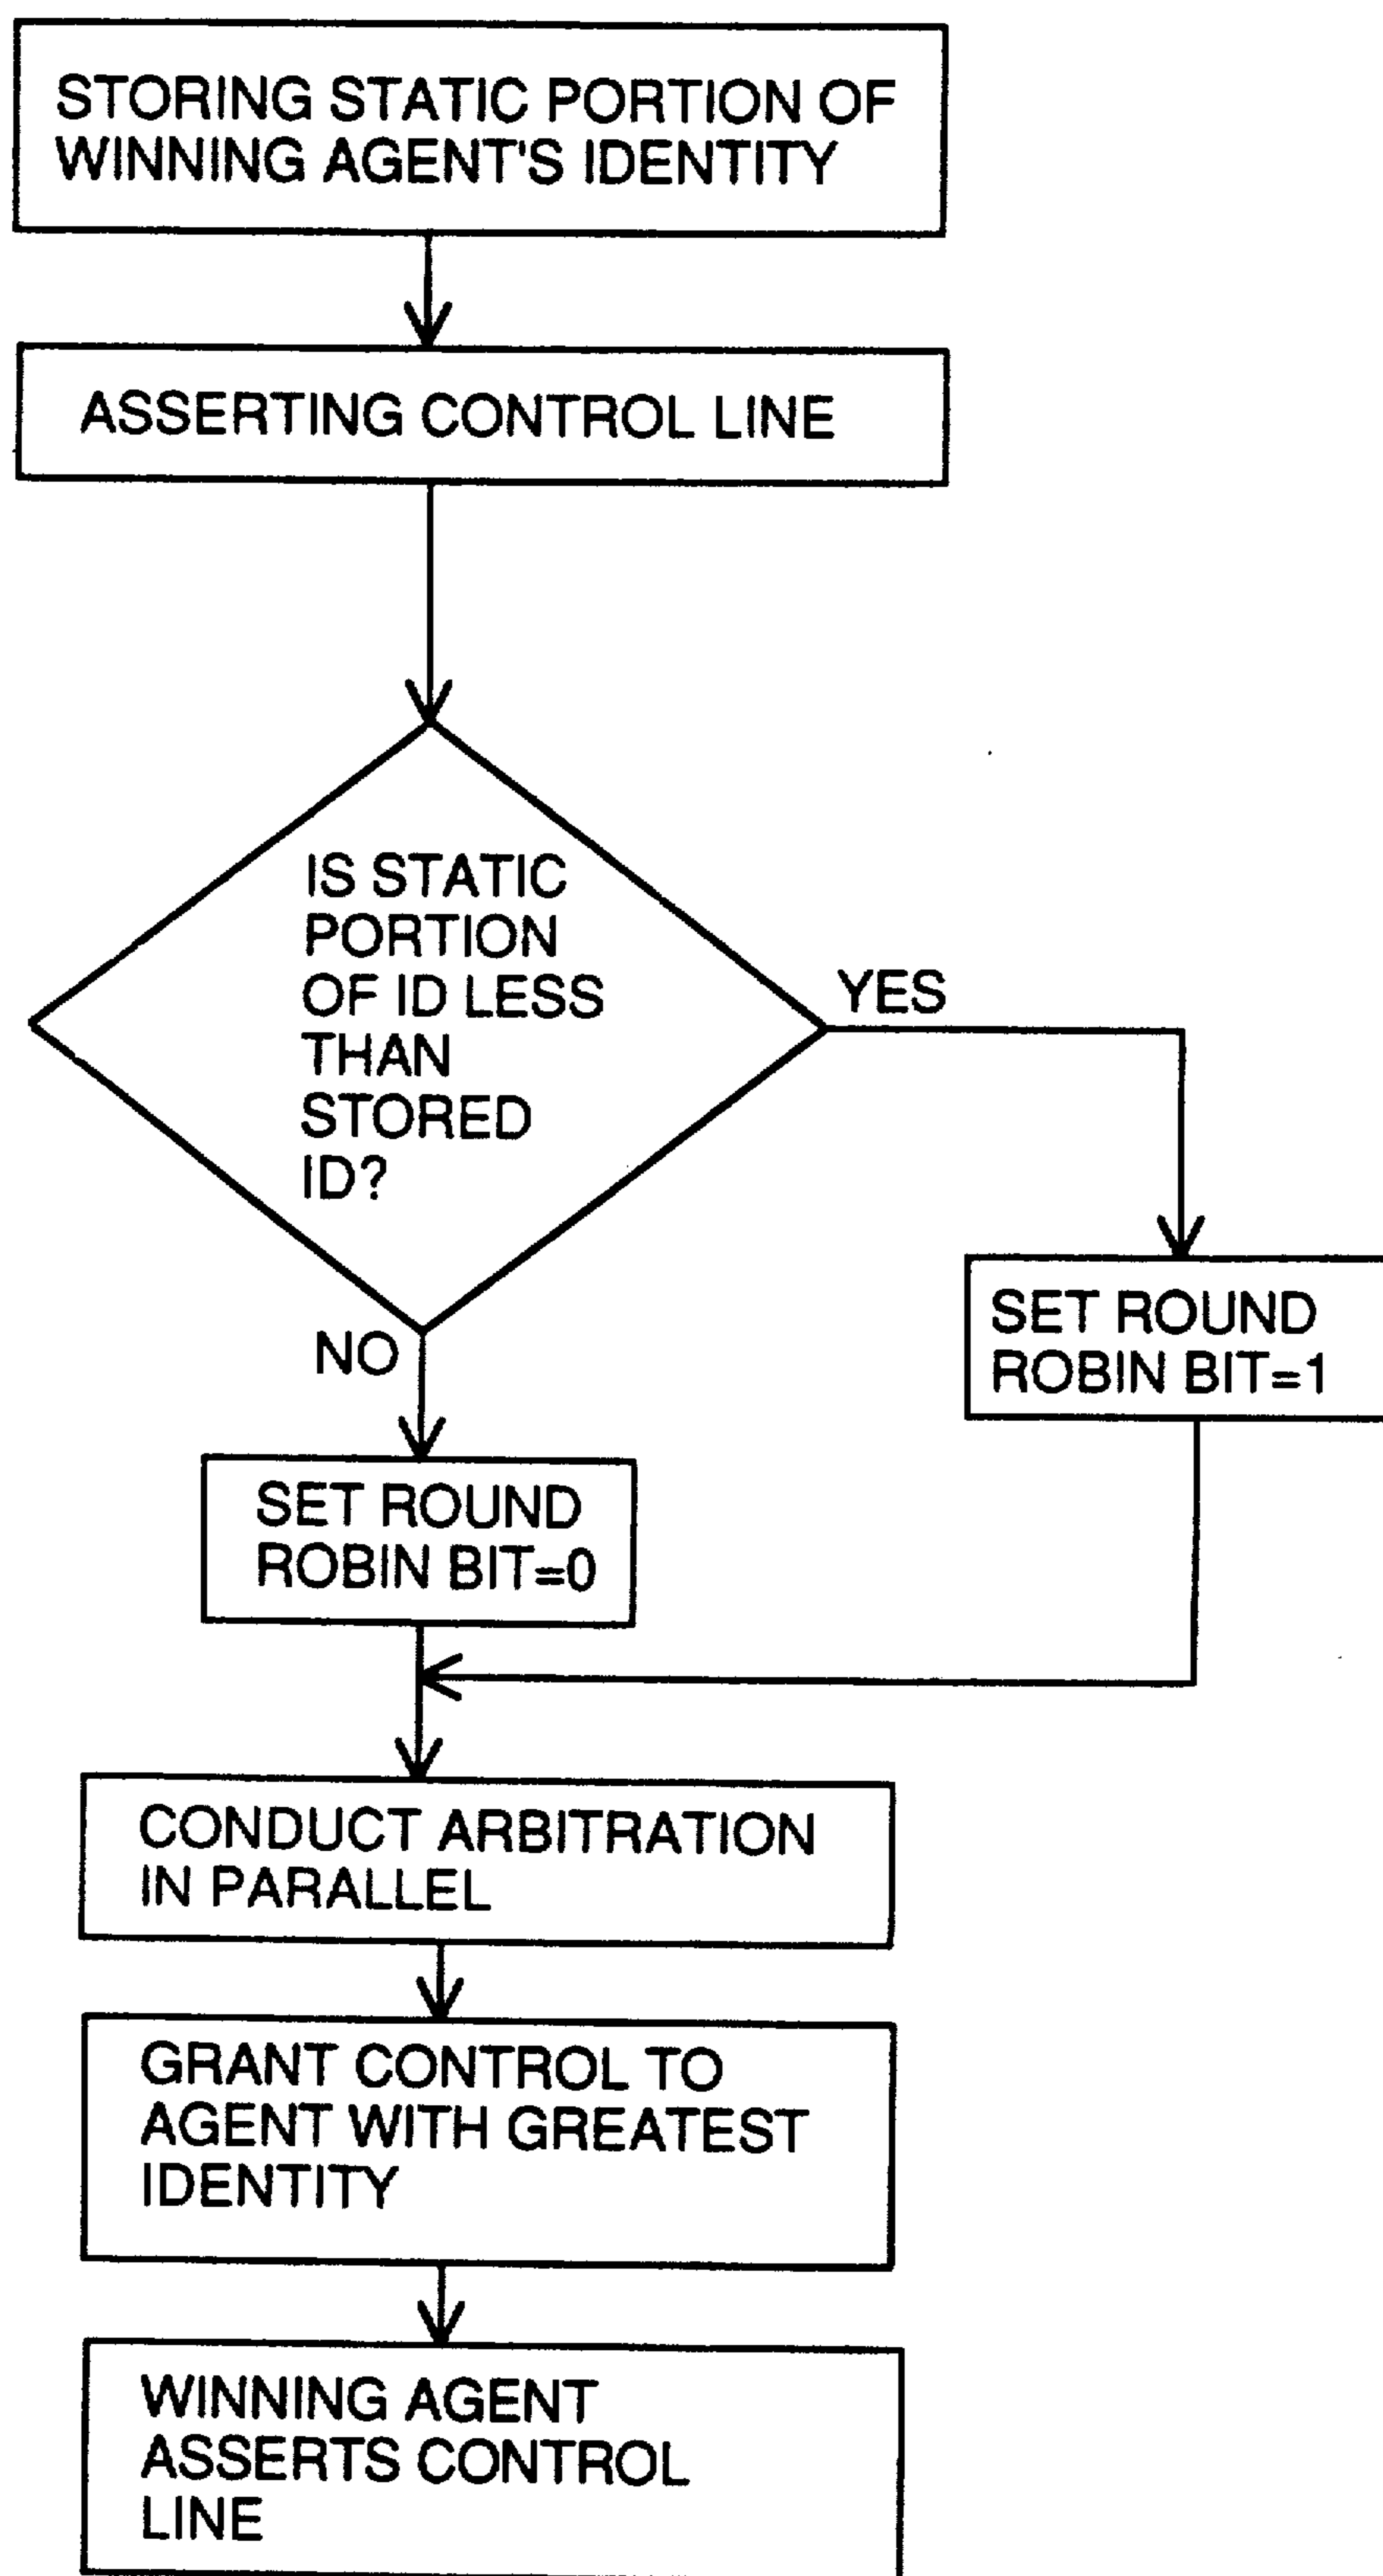 STORING STATIC PORTION OF
WINNING AGENT'S IDENTITY
ASSERTING CONTROL LINE
IS STATIC
PORTION
OF ID LESS
THAN
STORED
ID?
YES
SET ROUND
ROBIN BIT=1
NO
SET ROUND
ROBIN BIT=0
CONDUCT ARBITRATION
IN PARALLEL
GRANT CONTROL TO
AGENT WITH GREATEST
IDENTITY
WINNING AGENT
ASSERTS CONTROL
LINE